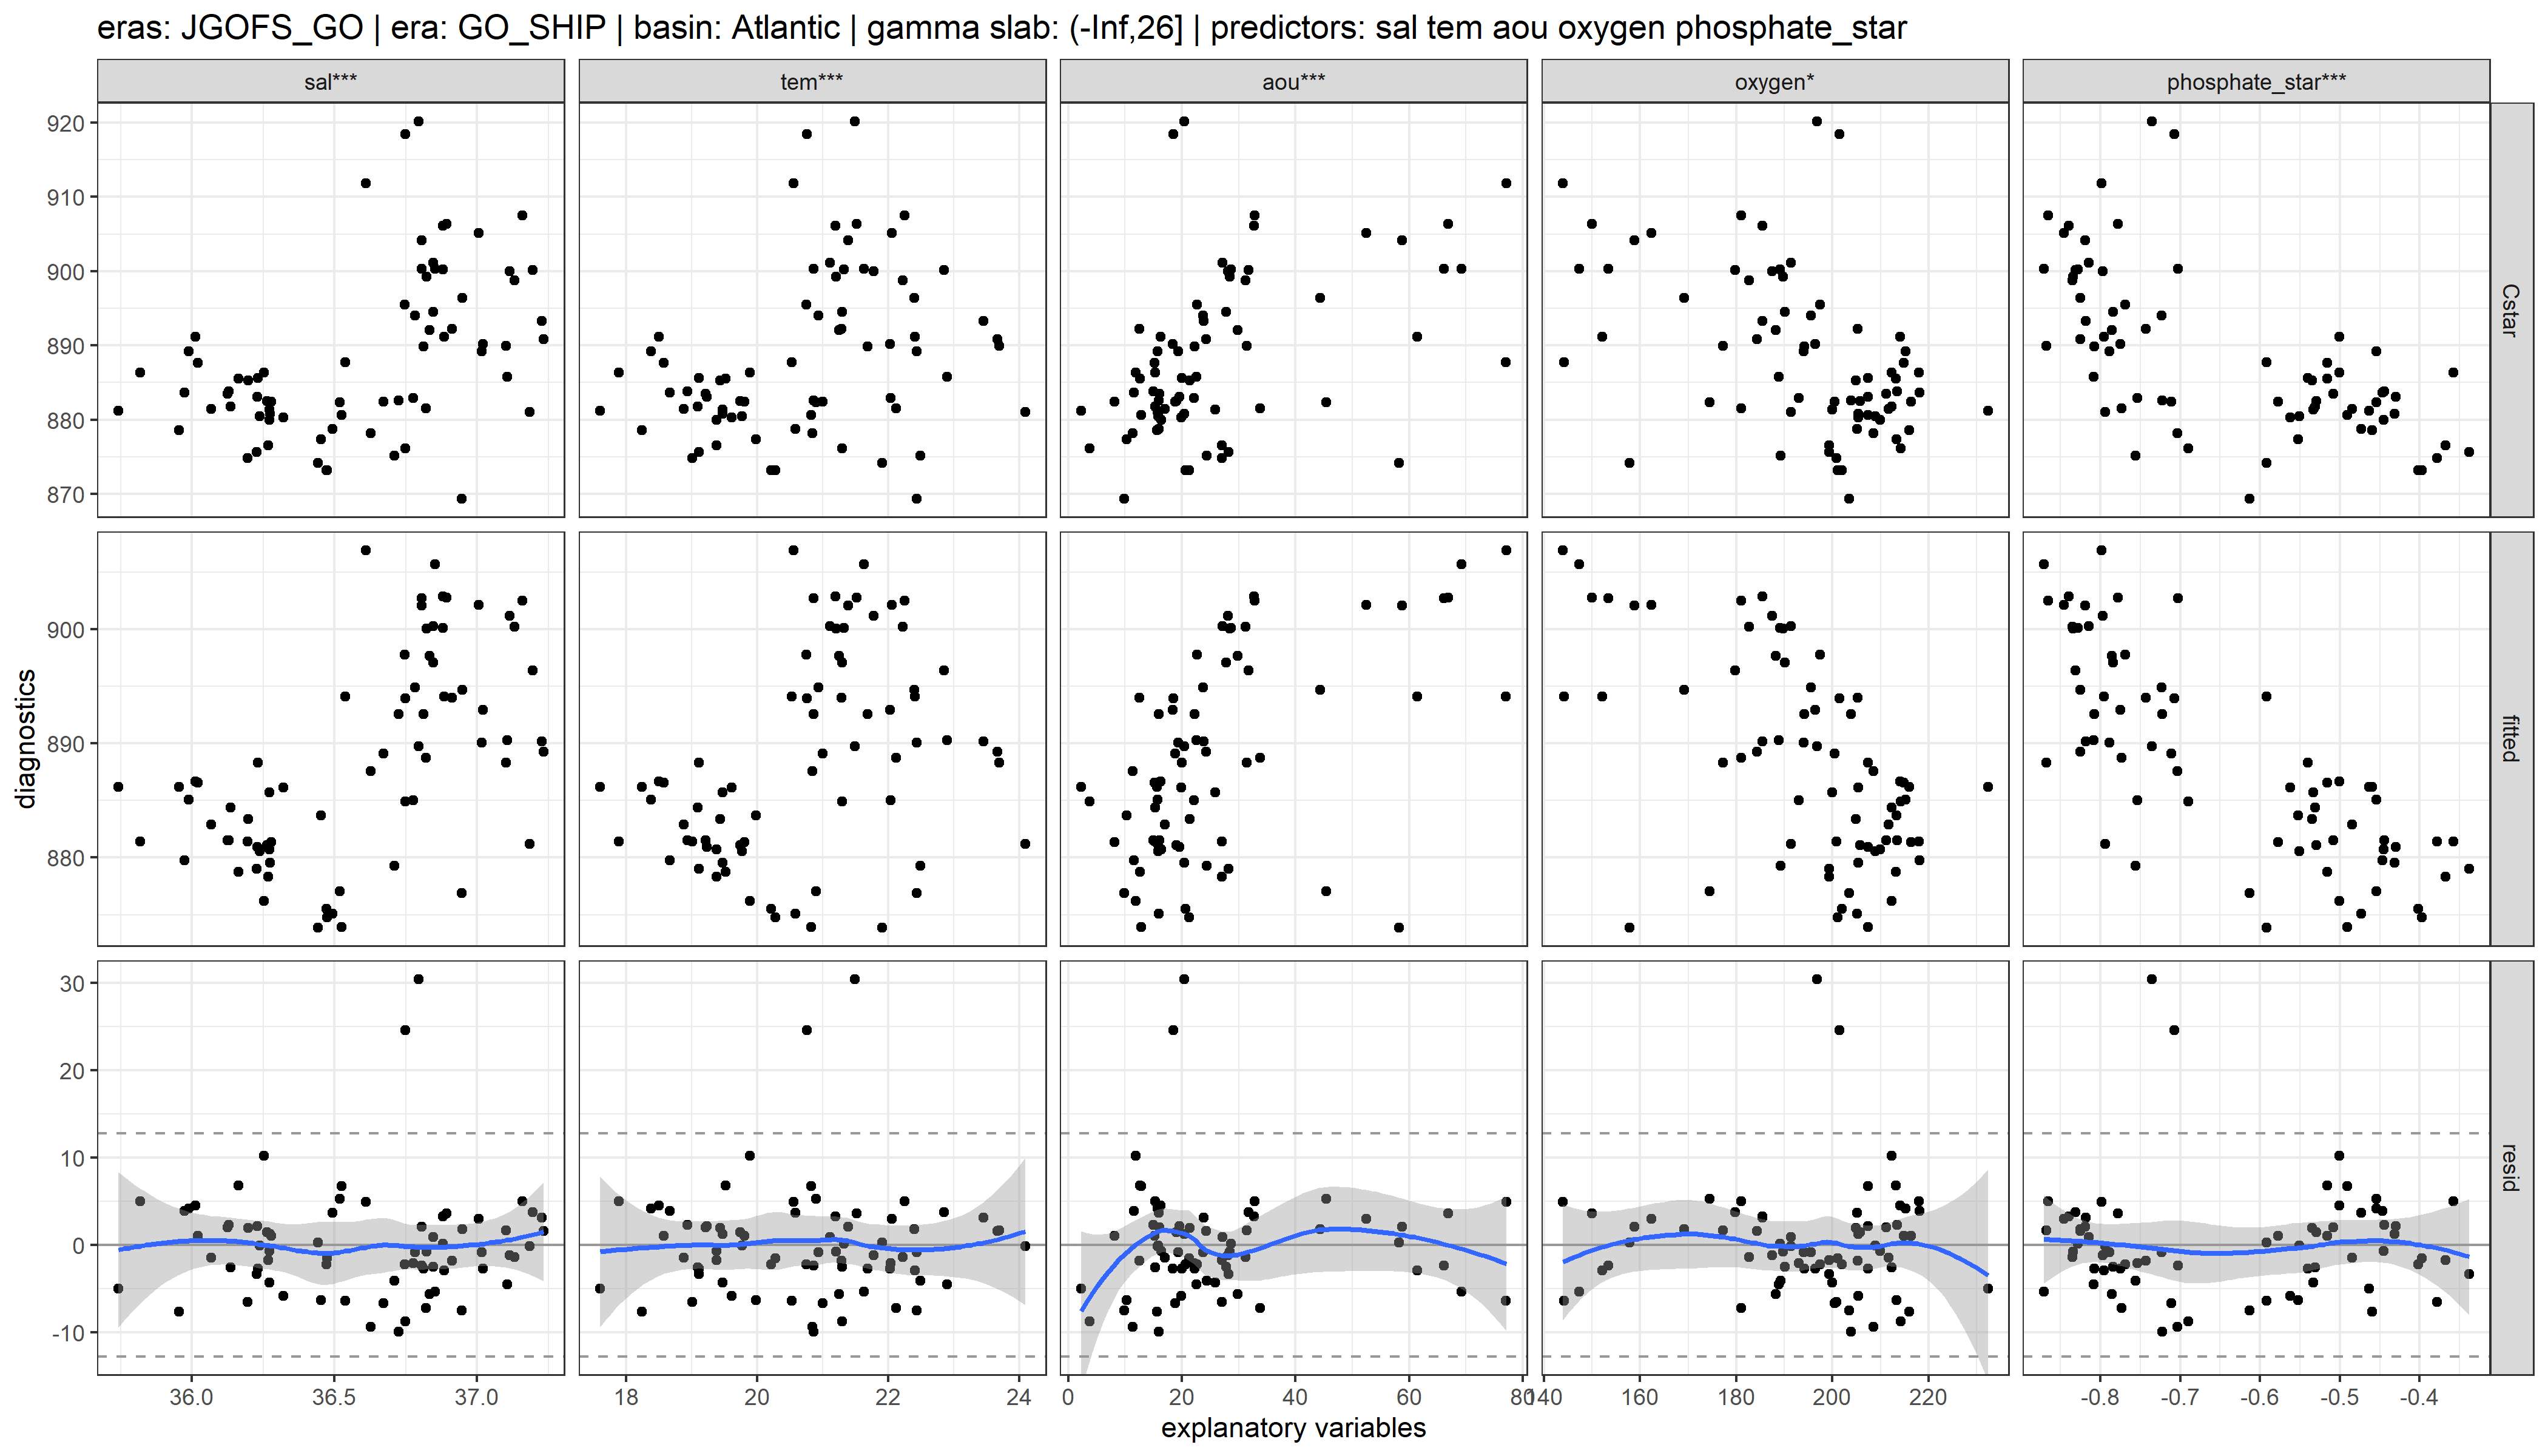 eras: JGOFS_GO | era: GO_SHIP | basin: Atlantic | gamma slab: (-Inf,26] | predictors: sal tem aou oxygen phosphate_star
sal*** tem*** aou*** oxygen* phosphate_star***
920
910
900
890
880
870
Cstar
900
890
880
fitted
diagnostics
30
20
10
0
-10
resid
36.0 36.5 37.0 18 20 22 24 0 20 40 60 80 140 160 180 200 220 -0.8 -0.7 -0.6 -0.5 -0.4
explanatory variables